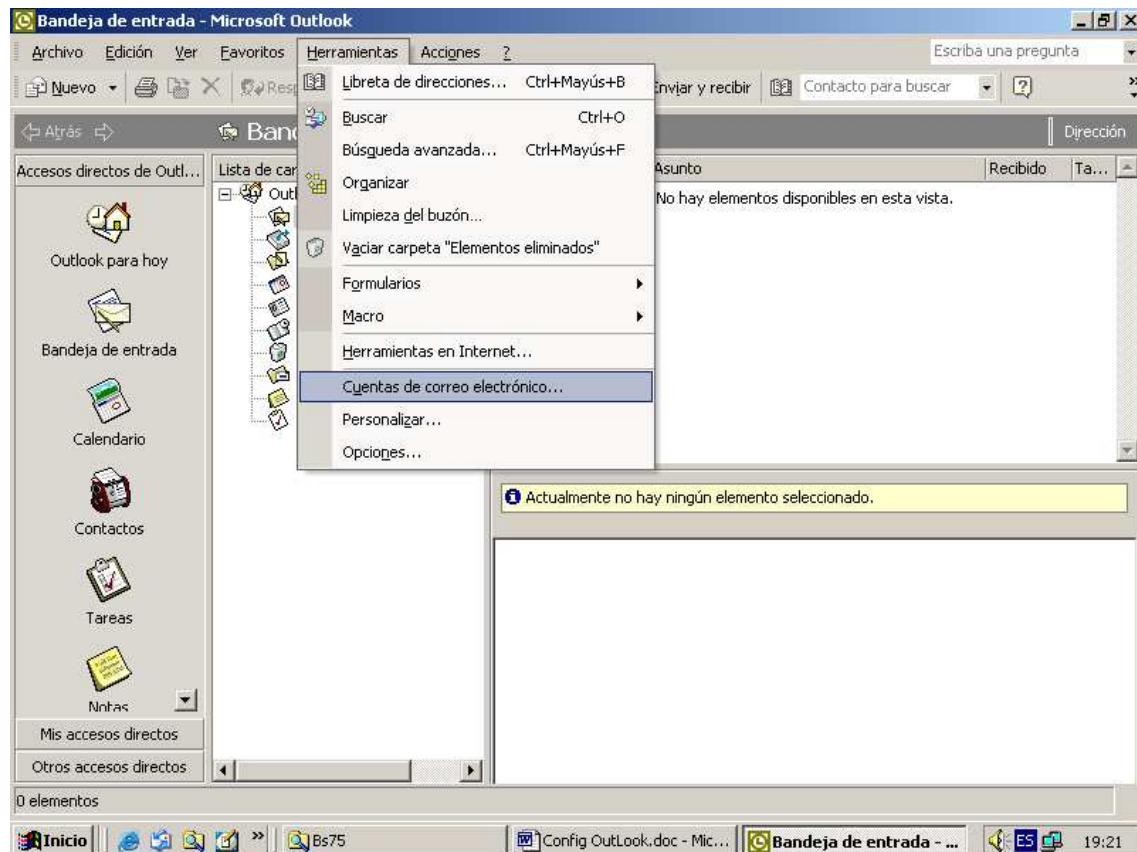 Bandeja de entrada - Microsoft Outlook
Archivo Edición Ver Favoritos Herramientas Acciones ? Escriba una pregunta
Nuevo Enviar y recibir Contacto para buscar
Atrás Dirección
Accesos directos de Outl...
Outlook para hoy
Bandeja de entrada
Calendario
Contactos
Tareas
Notas
Mis accesos directos
Otros accesos directos
Lista de car
Libreta de direcciones... Ctrl+Mayús+B
Buscar Ctrl+O
Búsqueda avanzada... Ctrl+Mayús+F
Organizar
Limpieza del buzón...
Vaciar carpeta "Elementos eliminados"
Formularios
Macro
Herramientas en Internet...
Cuentas de correo electrónico...
Personalizar...
Opciones...
Asunto Recibido Ta...
No hay elementos disponibles en esta vista.
Actualmente no hay ningún elemento seleccionado.
0 elementos
Inicio » Bs75 Config OutLook.doc - Mic... Bandeja de entrada - ... ES 19:21